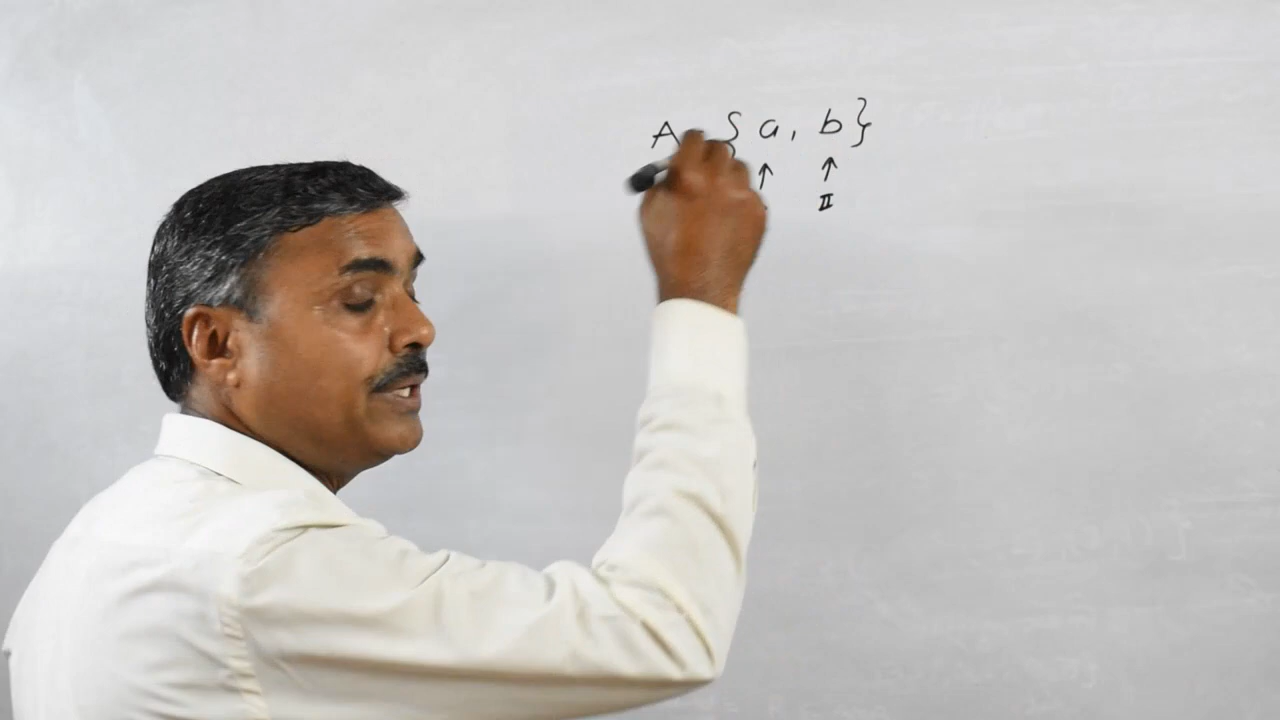 A { a, b }
↑ ↑
II